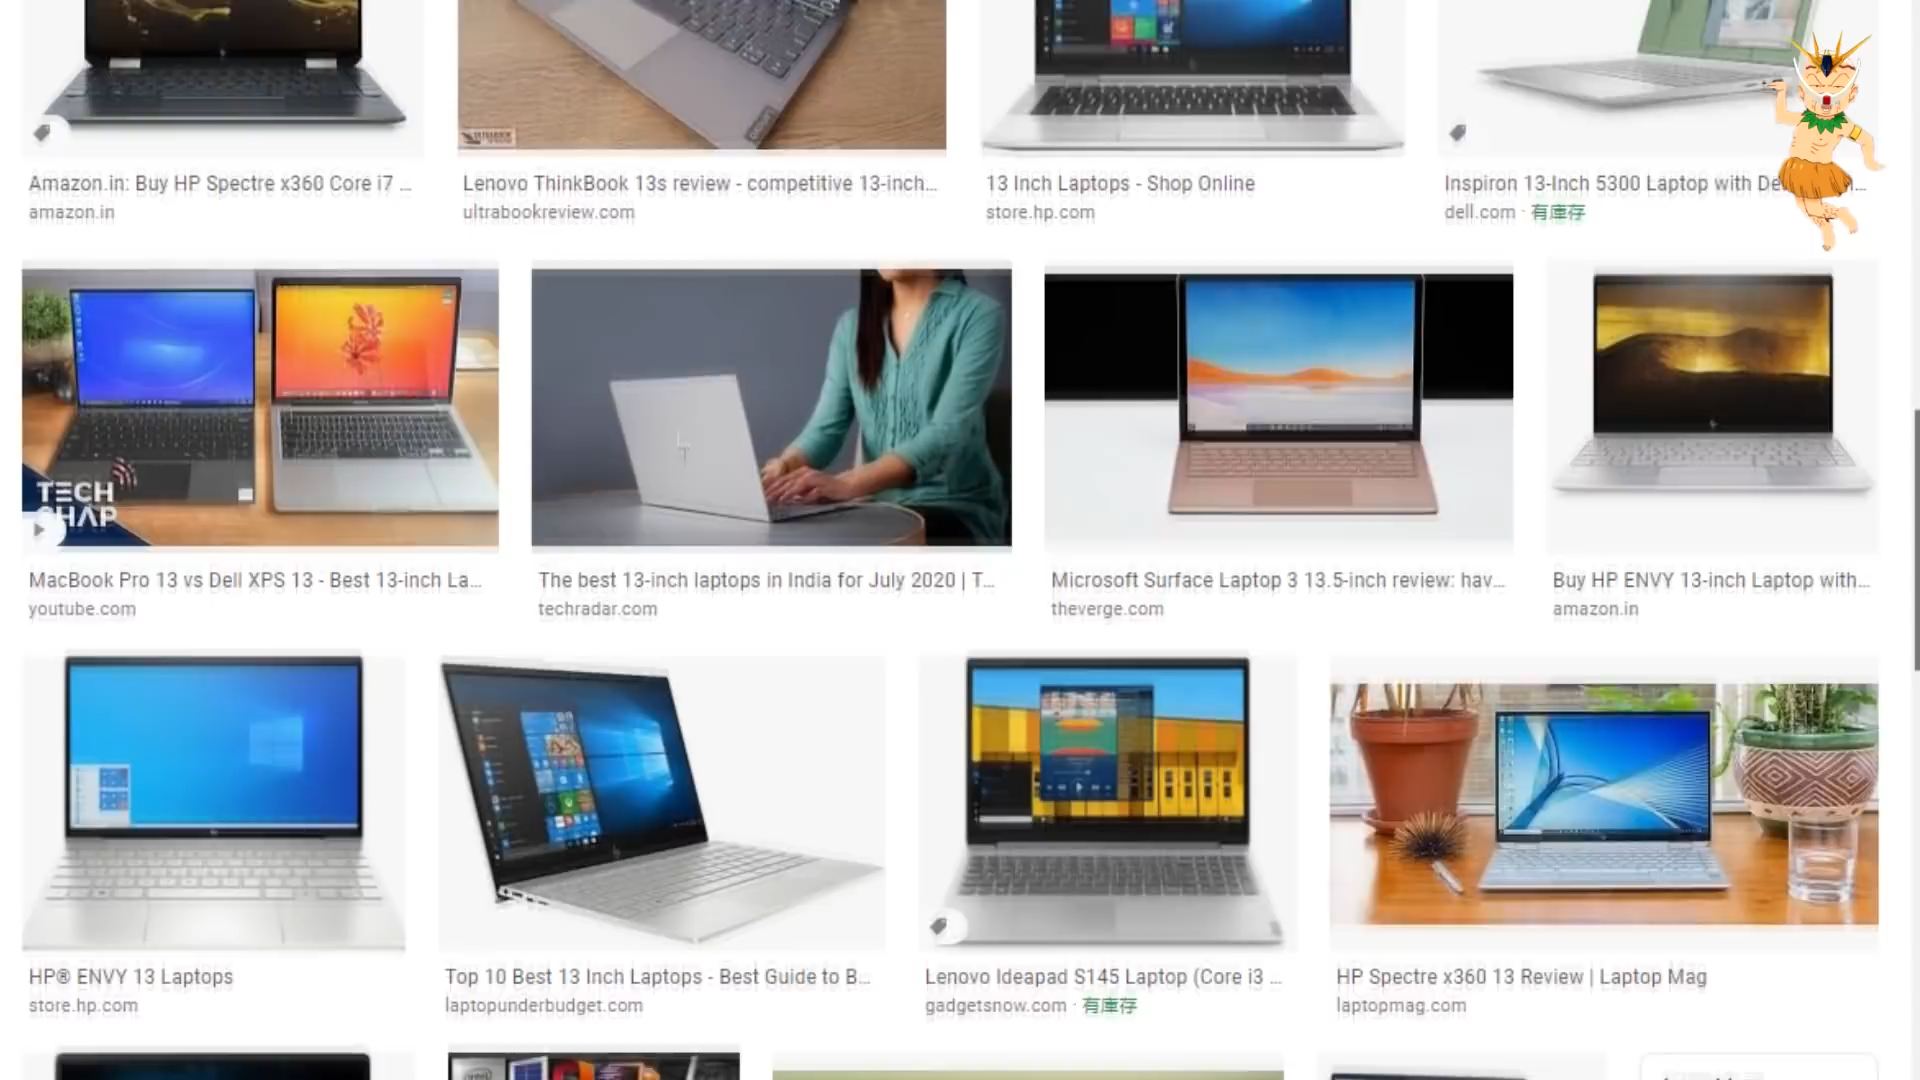 Amazon.in: Buy HP Spectre x360 Core i7 ...
amazon.in
Lenovo ThinkBook 13s review - competitive 13-inch...
ultrabookreview.com
13 Inch Laptops - Shop Online
store.hp.com
Inspiron 13-Inch 5300 Laptop with
dell.com · 有庫存
TECH
CHAP
MacBook Pro 13 vs Dell XPS 13 - Best 13-inch La...
youtube.com
The best 13-inch laptops in India for July 2020 | T...
techradar.com
Microsoft Surface Laptop 3 13.5-inch review: hav...
theverge.com
Buy HP ENVY 13-inch Laptop with...
amazon.in
HP® ENVY 13 Laptops
store.hp.com
Top 10 Best 13 Inch Laptops - Best Guide to B...
laptopunderbudget.com
Lenovo Ideapad S145 Laptop (Core i3 ...
gadgetsnow.com · 有庫存
HP Spectre x360 13 Review | Laptop Mag
laptopmag.com